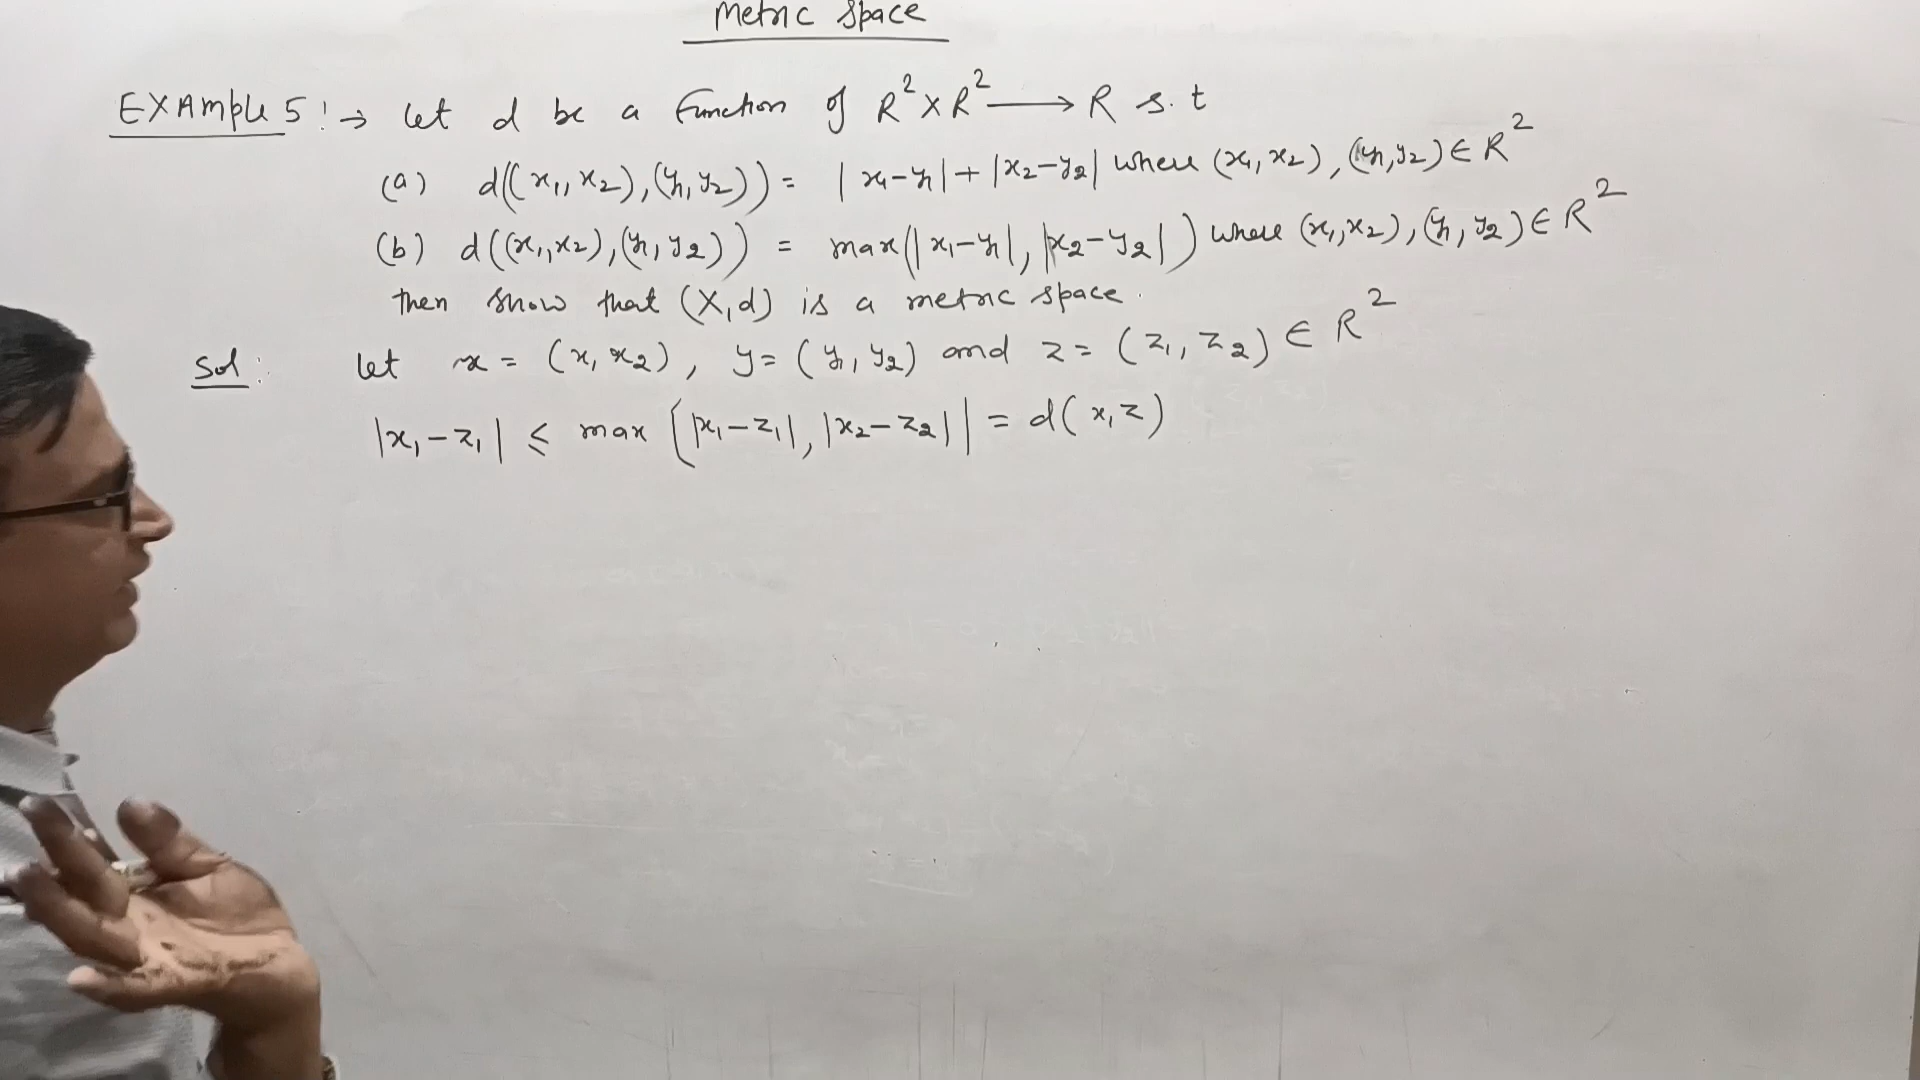 Metric Space
EXAMPLE 5!→ let d be a function of R²×R² ⟶ R s.t
(a) d((x₁,x₂),(y₁,y₂)) = |x₁-y₁|+|x₂-y₂| where (x₁,x₂),(y₁,y₂)∈R²
(b) d((x₁,x₂),(y₁,y₂)) = max(|x₁-y₁|,|x₂-y₂|) where (x₁,x₂),(y₁,y₂)∈R²
then show that (X,d) is a metric space.
Sol: let x = (x₁,x₂), y=(y₁,y₂) and z=(z₁,z₂)∈R²
|x₁-z₁| ≤ max(|x₁-z₁|,|x₂-z₂|| = d(x,z)